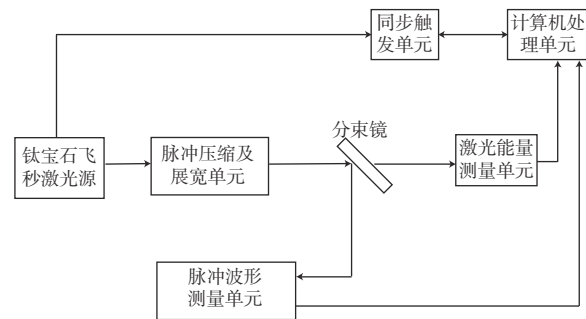 同步触
发单元
计算机处
理单元
分束镜
钛宝石飞
秒激光源
脉冲压缩及
展宽单元
激光能量
测量单元
脉冲波形
测量单元